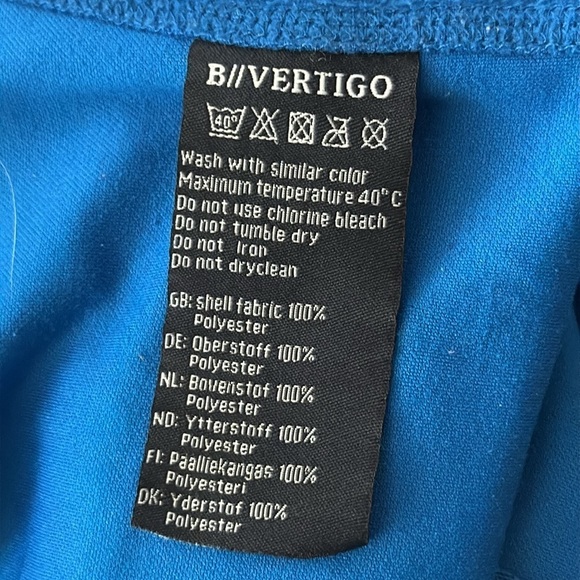 B//VERTIGO
40°
Wash with similar color
Maximum temperature 40°C
Do not use chlorine bleach
Do not tumble dry
Do not Iron
Do not dryclean
GB: shell fabric 100%
Polyester
DE: Oberstoff 100%
Polyester
NL: Bovenstof 100%
Polyester
ND: Ytterstoff 100%
Polyester
FI: Päälliekangas 100%
Polyesteri
DK: Yderstof 100%
Polyester